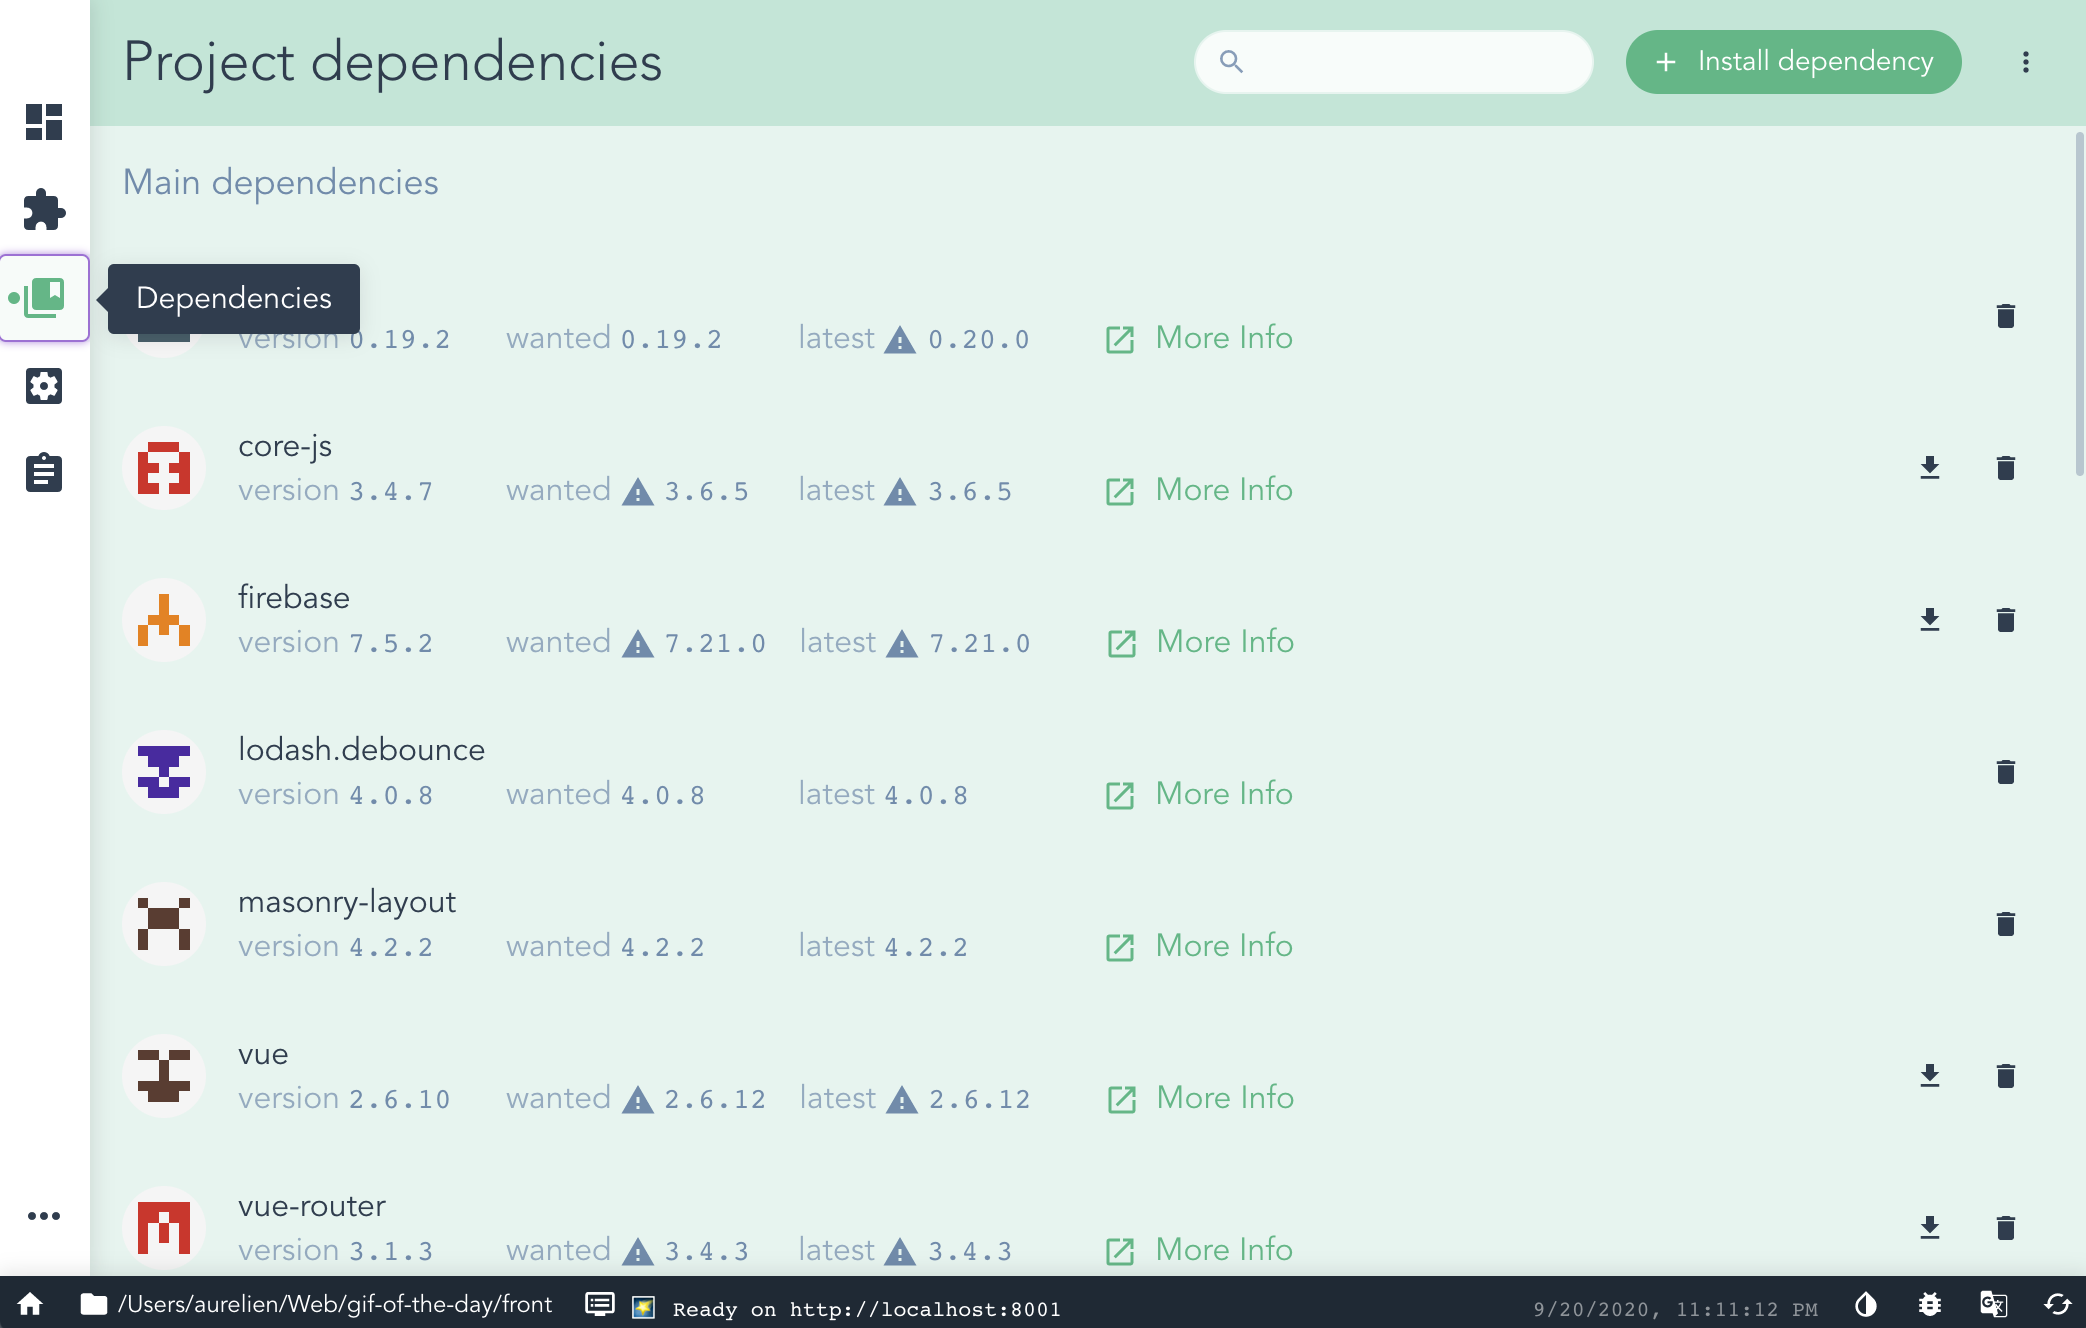 Project dependencies
Install dependency
Main dependencies
Dependencies
version 0.19.2 wanted 0.19.2 latest 0.20.0 More Info
core-js
version 3.4.7 wanted 3.6.5 latest 3.6.5 More Info
firebase
version 7.5.2 wanted 7.21.0 latest 7.21.0 More Info
lodash.debounce
version 4.0.8 wanted 4.0.8 latest 4.0.8 More Info
masonry-layout
version 4.2.2 wanted 4.2.2 latest 4.2.2 More Info
vue
version 2.6.10 wanted 2.6.12 latest 2.6.12 More Info
vue-router
version 3.1.3 wanted 3.4.3 latest 3.4.3 More Info
/Users/aurelien/Web/gif-of-the-day/front Ready on http://localhost:8001 9/20/2020, 11:11:12 PM